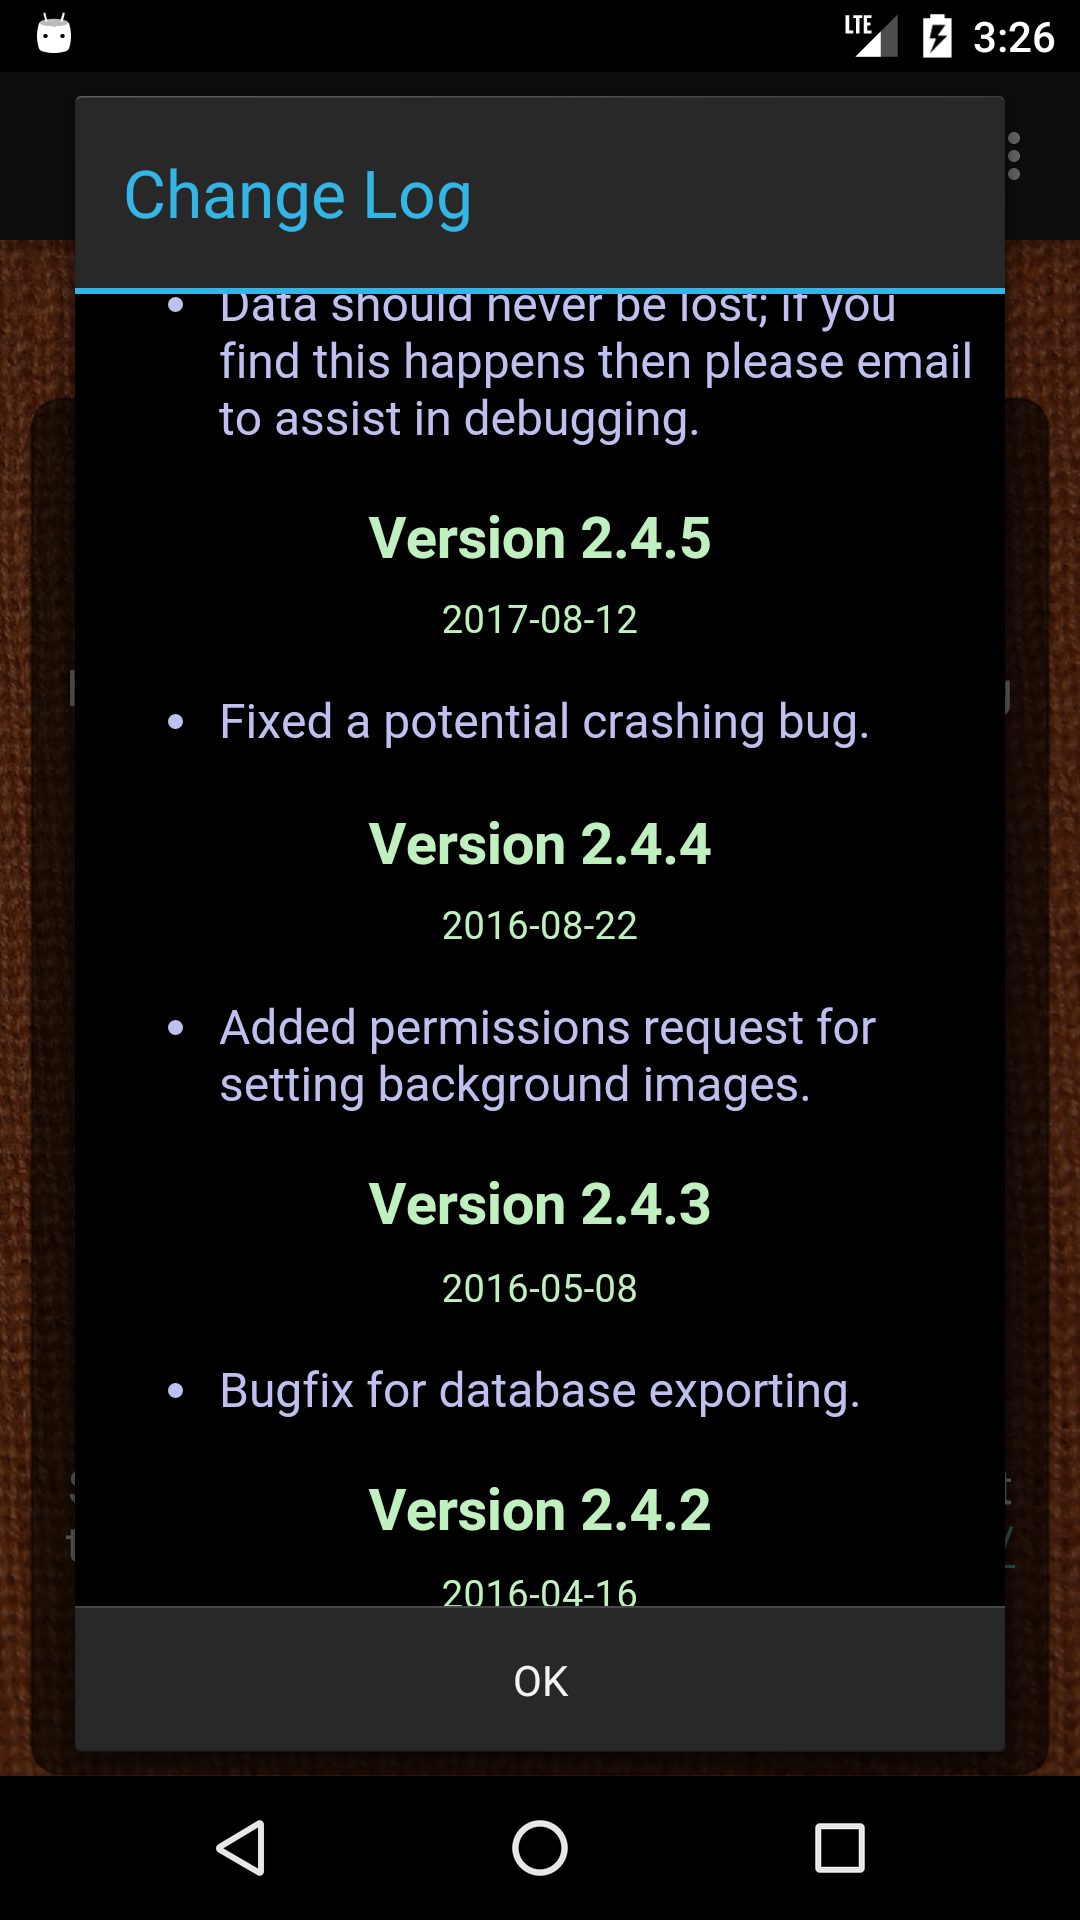 LTE 3:26
Change Log
• Data should never be lost; if you
find this happens then please email
to assist in debugging.
Version 2.4.5
2017-08-12
• Fixed a potential crashing bug.
Version 2.4.4
2016-08-22
• Added permissions request for
setting background images.
Version 2.4.3
2016-05-08
• Bugfix for database exporting.
Version 2.4.2
2016-04-16
OK